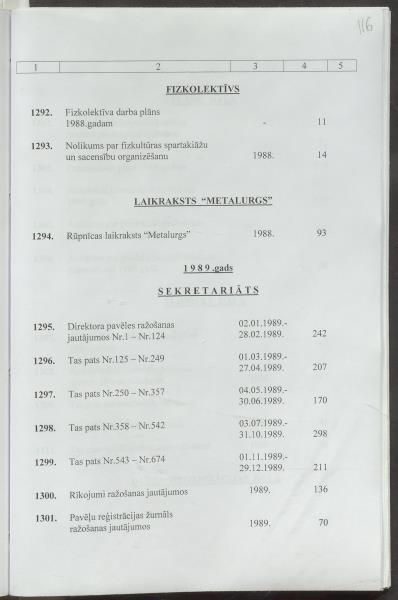 116
1 2 3 4 5
FIZKOLEKTĪVS
1292. Fizkolektīva darba plāns
1988.gadam - 11
1293. Nolikums par fizkultūras spartakiāžu
un sacensību organizēšanu 1988. 14
LAIKRAKSTS “METALURGS”
1294. Rūpnīcas laikraksts “Metalurgs” 1988. 93
1989.gads
SEKRETARIĀTS
1295. Direktora pavēles ražošanas 02.01.1989.-
jautājumos Nr.1 – Nr.124 28.02.1989. 242
1296. Tas pats Nr.125 – Nr.249 01.03.1989.-
27.04.1989. 207
1297. Tas pats Nr.250 – Nr.357 04.05.1989.-
30.06.1989. 170
1298. Tas pats Nr.358 – Nr.542 03.07.1989.-
31.10.1989. 298
1299. Tas pats Nr.543 – Nr.674 01.11.1989.-
29.12.1989. 211
1300. Rīkojumi ražošanas jautājumos 1989. 136
1301. Pavēļu reģistrācijas žurnāls
ražošanas jautājumos 1989. 70